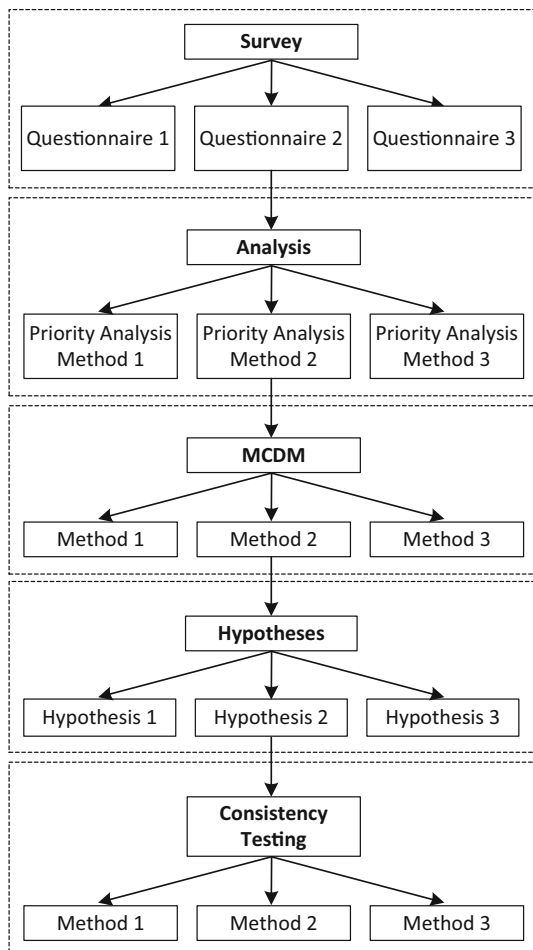 Survey
Questionnaire 1
Questionnaire 2
Questionnaire 3
Analysis
Priority Analysis
Method 1
Priority Analysis
Method 2
Priority Analysis
Method 3
MCDM
Method 1
Method 2
Method 3
Hypotheses
Hypothesis 1
Hypothesis 2
Hypothesis 3
Consistency
Testing
Method 1
Method 2
Method 3